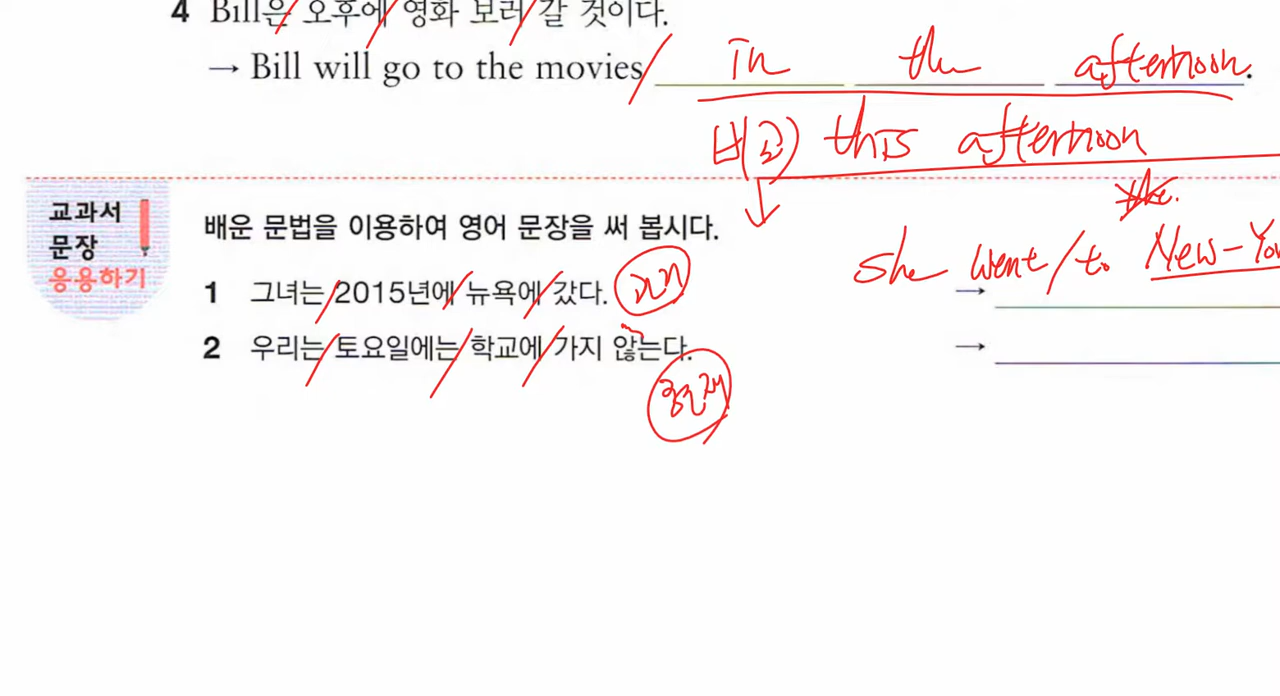 4 Bill은 오후에 영화 보러 갈 것이다.
→ Bill will go to the movies in the afternoon.
비교) this afternoon
the.
교과서
문장
응용하기
배운 문법을 이용하여 영어 문장을 써 봅시다.
she went / to New-Yo
1 그녀는 2015년에 뉴욕에 갔다. 과거 →
2 우리는 토요일에는 학교에 가지 않는다. →
현재